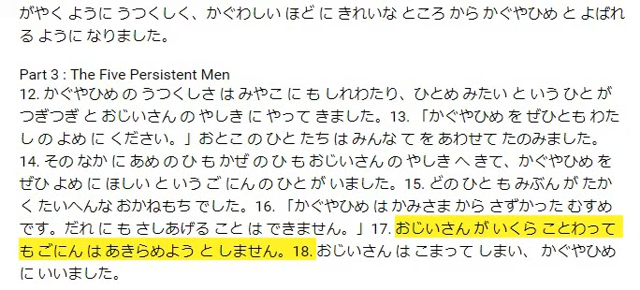 がやく ように うつくしく、かぐわしい ほど に きれいな ところ から かぐやひめ と よばれ
る ように なりました。
Part 3 : The Five Persistent Men
12. かぐやひめ の うつくしさ は みやこ に も しれわたり、ひとめ みたい と いう ひと が
つぎつぎ と おじいさん の やしき に やって きました。13. 「かぐやひめ を ぜひとも わた
し の よめ に ください。」おとこ の ひと たち は みんな て を あわせて たのみました。
14. その なか に あめ の ひ も かぜ の ひ も おじいさん の やしき へ きて、かぐやひめ を
ぜひ よめ に ほしい と いう ご にん の ひと が いました。15. どの ひと も みぶん が たか
く たいへんな おかねもち でした。16. 「かぐやひめ は かみさま から さずかった むすめ
です。だれ に も さしあげる こと は できません。」17. おじいさん が いくら ことわって
も ごにん は あきらめよう と しません。18. おじいさん は こまって しまい、 かぐやひめ
に いいました。